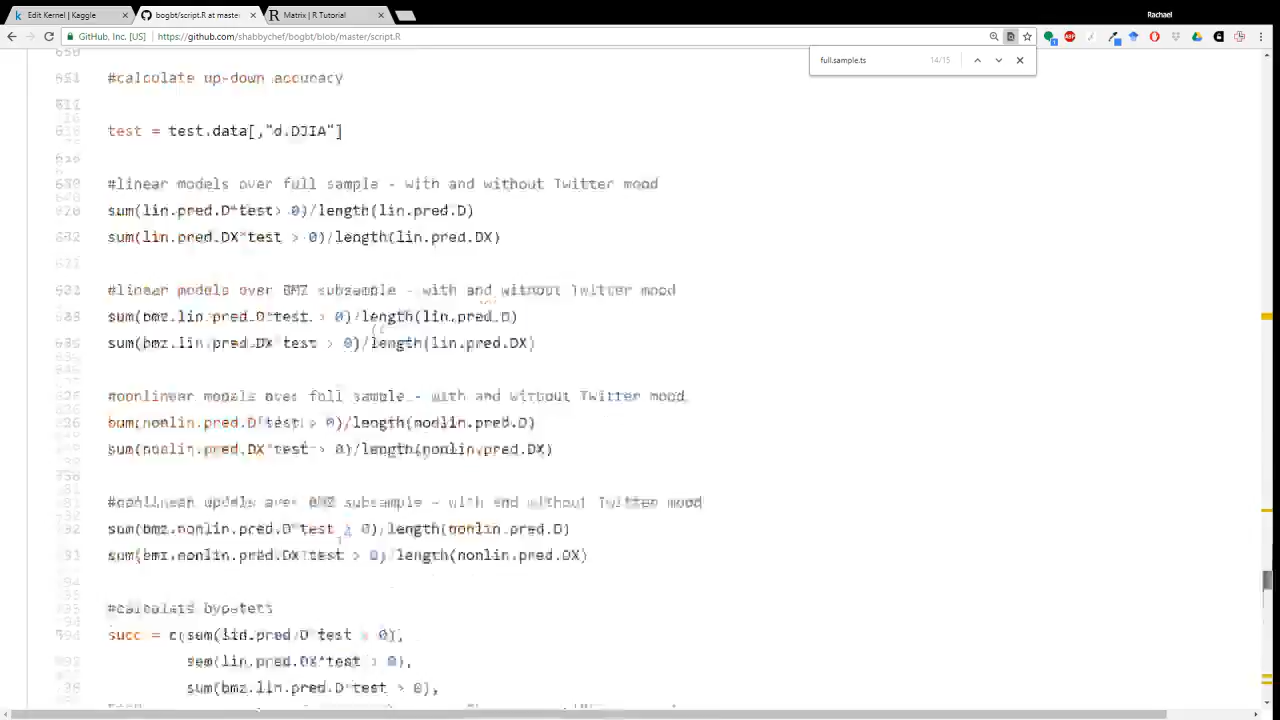 Edit Kernel | Kaggle
bogbt/script.R at master
Matrix | R Tutorial
Rachael
GitHub, Inc. [US] https://github.com/shabbychef/bogbt/blob/master/script.R
full.sample.ts 14/15
#calculate up-down accuracy
test = test.data[,"d.DJIA"]
#linear models over full sample - with and without Twitter mood
sum(lin.pred.D*test> 0)/length(lin.pred.D)
sum(lin.pred.DX*test > 0)/length(lin.pred.DX)
#linear models over BMZ subsample - with and without Twitter mood
sum(bmz.lin.pred.D*test > 0)/length(lin.pred.D)
sum(bmz.lin.pred.DX test > 0)/length(lin.pred.DX)
#nonlinear models over full sample - with and without Twitter mood
sum(nonlin.pred.D*test > 0)/length(nonlin.pred.D)
sum(nonlin.pred.DX*test > 0)/length(nonlin.pred.DX)
#nonlinear models over BMZ subsample - with and without Twitter mood
sum(bmz.nonlin.pred.D*test > 0)/length(nonlin.pred.D)
sum(bmz.nonlin.pred.DX test > 0) length(nonlin.pred.DX)
#calculate
succ = c(sum(lin.pred.D test > 0),
sum(lin.pred.DX*test > 0),
sum(bmz.lin.pred.D*test > 0),